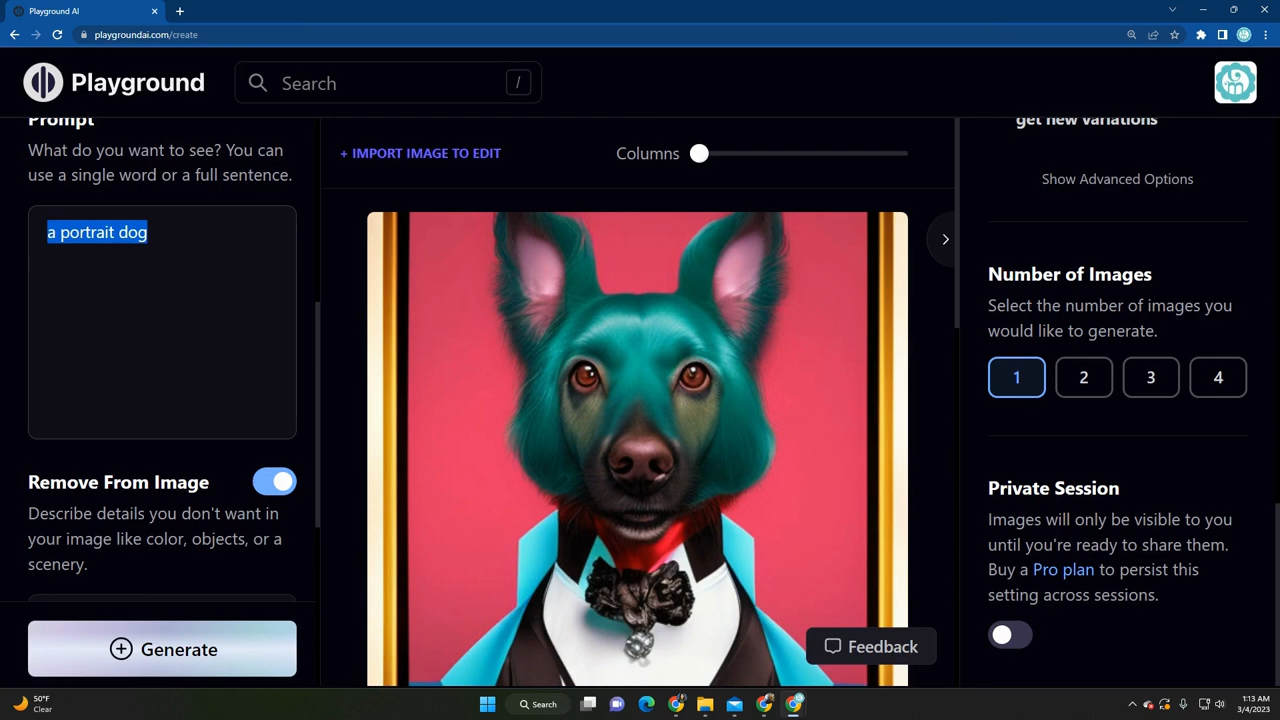 Playground AI
playgroundai.com/create
Playground
Search
/
Prompt
What do you want to see? You can
use a single word or a full sentence.
a portrait dog
Remove From Image
Describe details you don't want in
your image like color, objects, or a
scenery.
Generate
+ IMPORT IMAGE TO EDIT
Columns
Feedback
get new variations
Show Advanced Options
Number of Images
Select the number of images you
would like to generate.
1
2
3
4
Private Session
Images will only be visible to you
until you're ready to share them.
Buy a Pro plan to persist this
setting across sessions.
50°F
Clear
Search
1:13 AM
3/4/2023